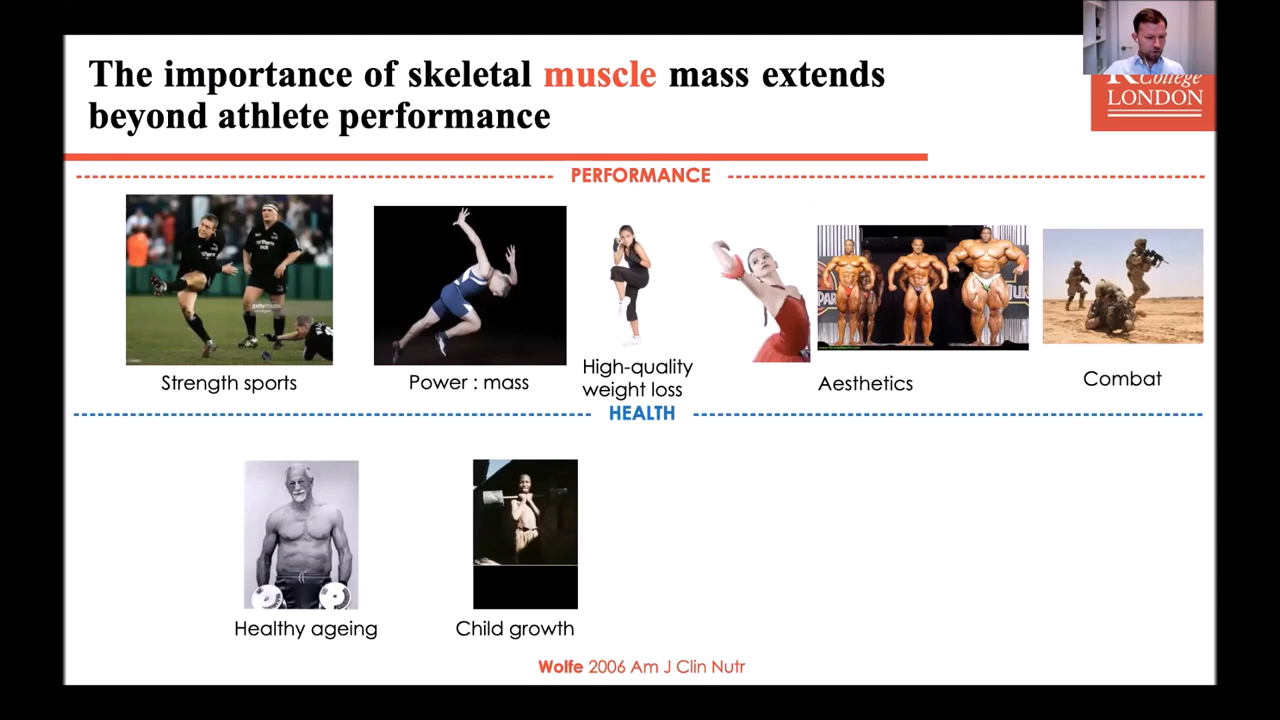 The importance of skeletal muscle mass extends
beyond athlete performance
College
LONDON
PERFORMANCE
Strength sports
Power : mass
High-quality
weight loss
Aesthetics
Combat
HEALTH
Healthy ageing
Child growth
Wolfe 2006 Am J Clin Nutr